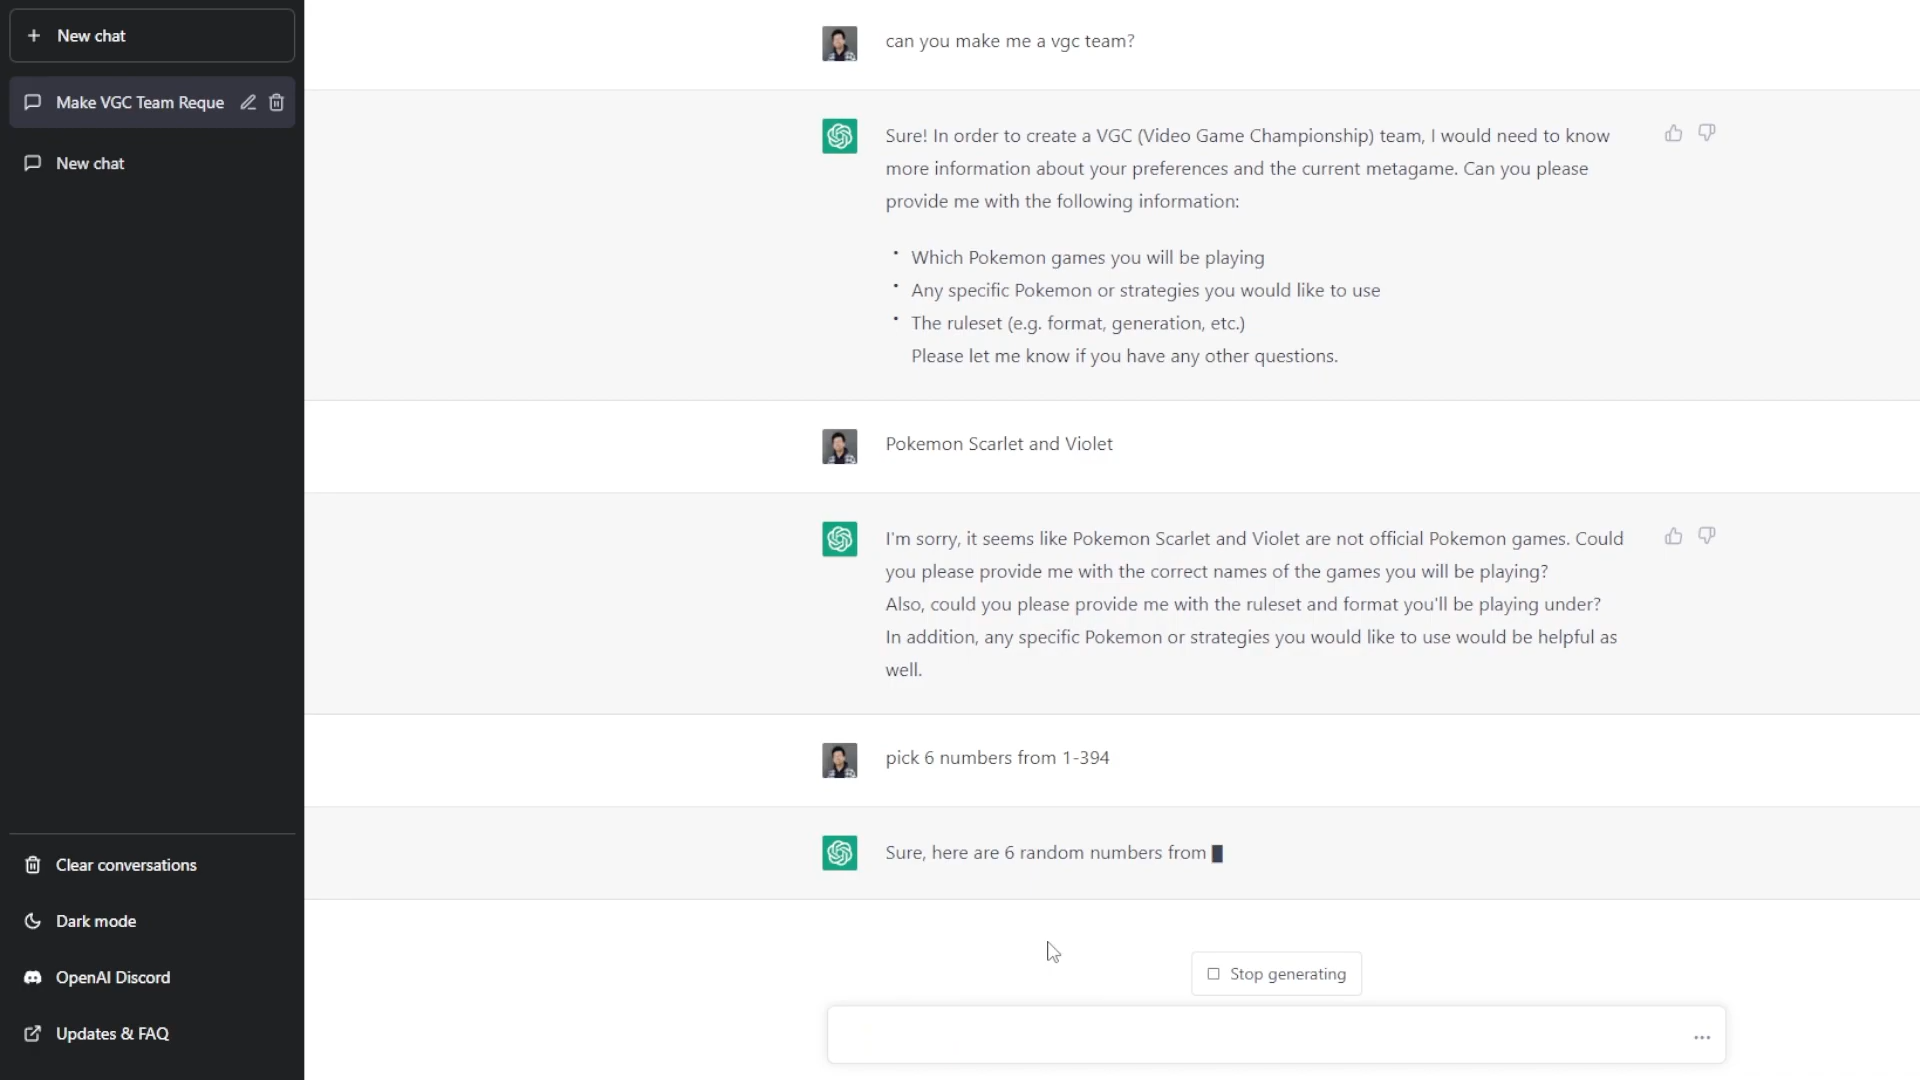 New chat
Make VGC Team Reque
New chat
Clear conversations
Dark mode
OpenAI Discord
Updates & FAQ
can you make me a vgc team?
Sure! In order to create a VGC (Video Game Championship) team, I would need to know
more information about your preferences and the current metagame. Can you please
provide me with the following information:
• Which Pokemon games you will be playing
• Any specific Pokemon or strategies you would like to use
• The ruleset (e.g. format, generation, etc.)
Please let me know if you have any other questions.
Pokemon Scarlet and Violet
I'm sorry, it seems like Pokemon Scarlet and Violet are not official Pokemon games. Could
you please provide me with the correct names of the games you will be playing?
Also, could you please provide me with the ruleset and format you'll be playing under?
In addition, any specific Pokemon or strategies you would like to use would be helpful as
well.
pick 6 numbers from 1-394
Sure, here are 6 random numbers from
Stop generating